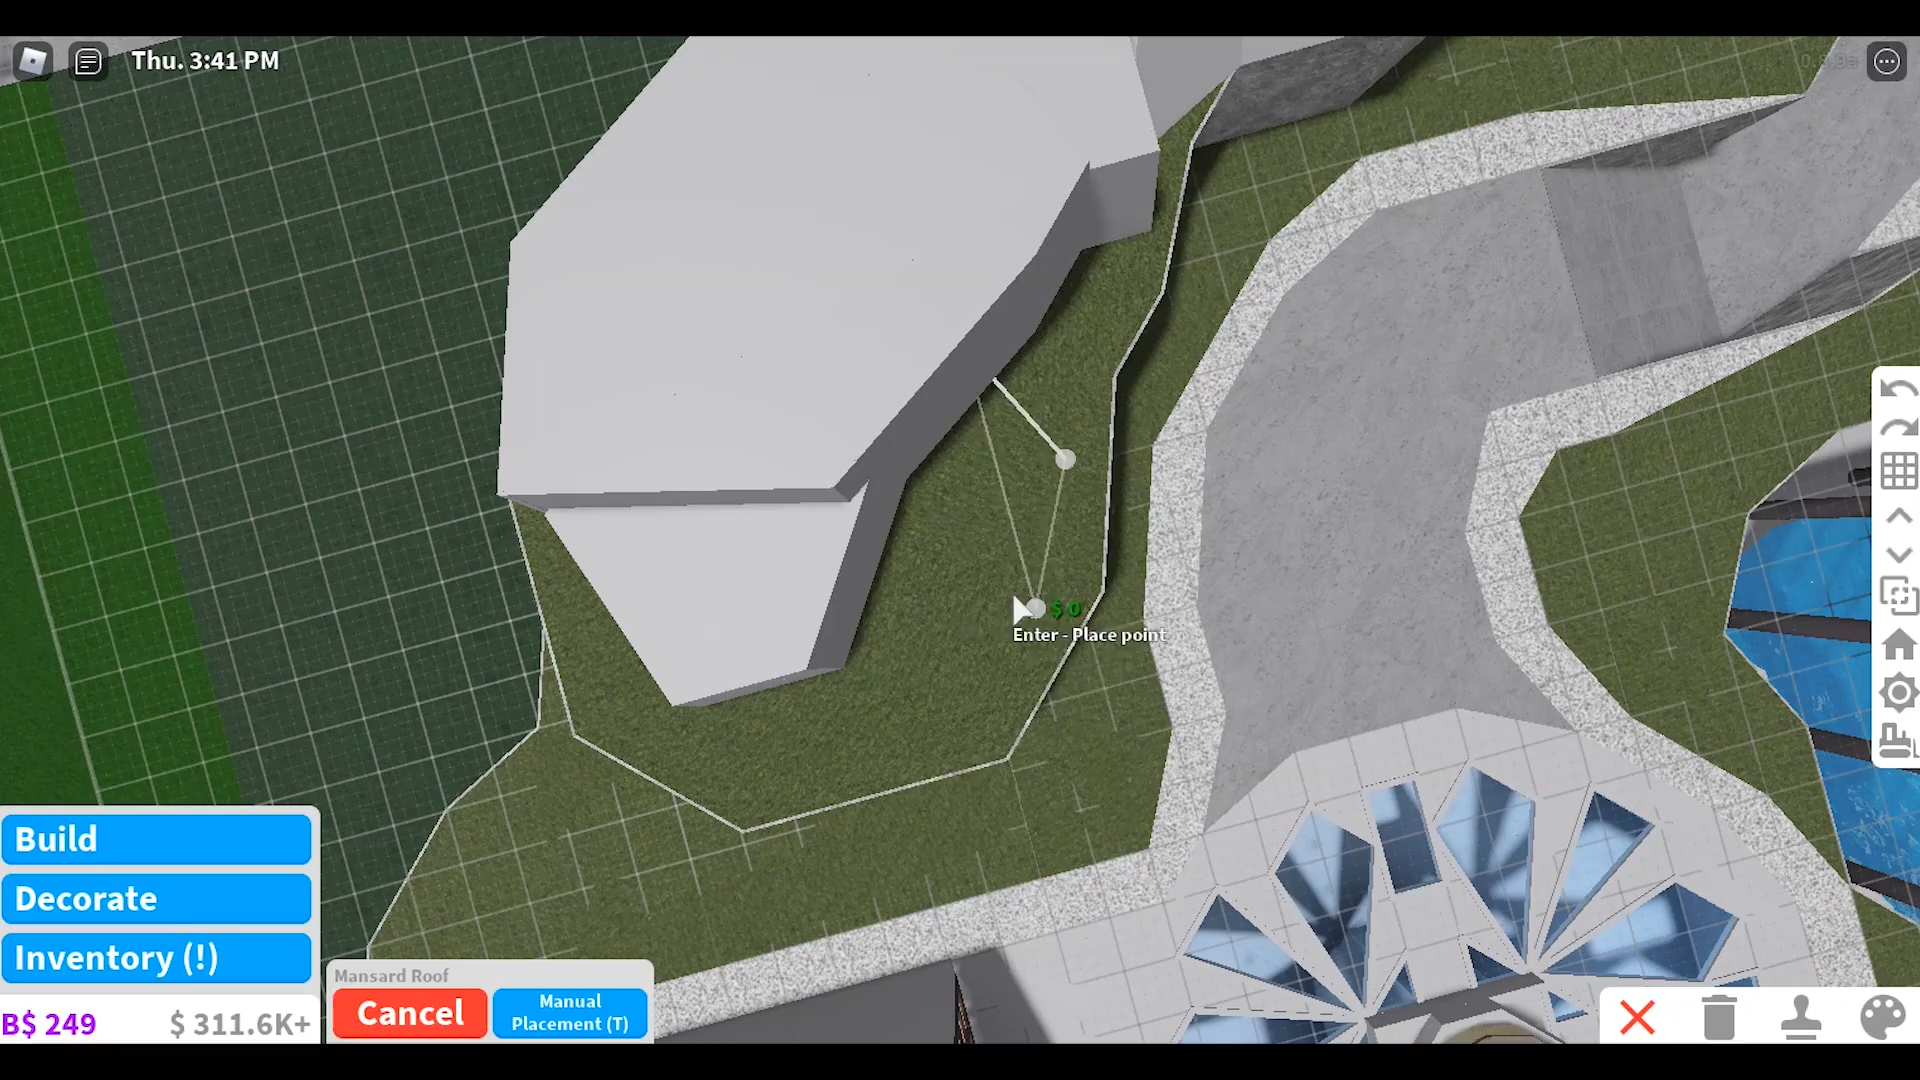 Thu. 3:41 PM
$ 0
Enter - Place point
Build
Decorate
Inventory (!)
B$ 249
$ 311.6K+
Mansard Roof
Cancel
Manual
Placement (T)